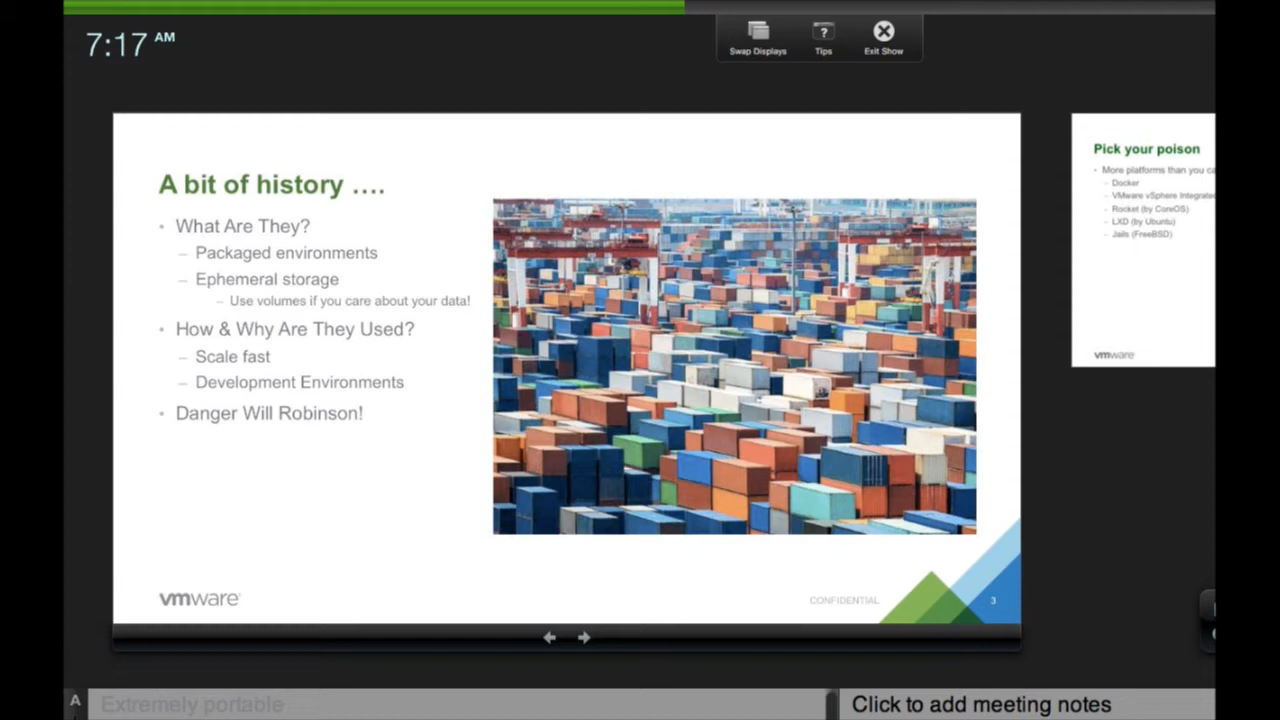 7:17 AM
Swap Displays
Tips
Exit Show
A bit of history ....
• What Are They?
– Packaged environments
– Ephemeral storage
– Use volumes if you care about your data!
• How & Why Are They Used?
– Scale fast
– Development Environments
• Danger Will Robinson!
vmware
CONFIDENTIAL
3
Pick your poison
• More platforms than you ca
– Docker
– VMware vSphere Integrated
– Rocket (by CoreOS)
– LXD (by Ubuntu)
– Jails (FreeBSD)
vmware
A
Extremely portable
Click to add meeting notes